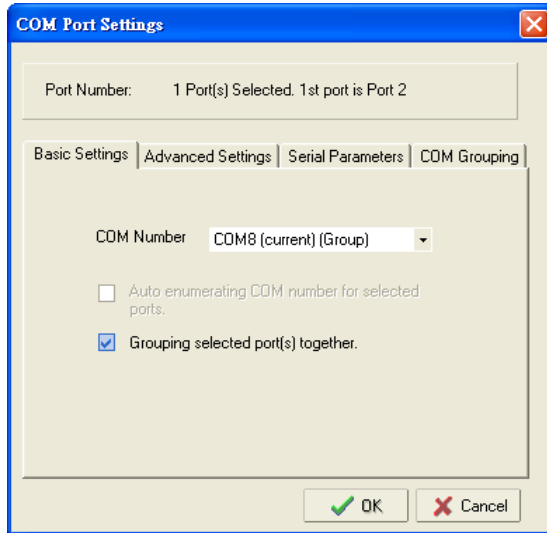 COM Port Settings
Port Number: 1 Port(s) Selected. 1st port is Port 2
Basic Settings Advanced Settings Serial Parameters COM Grouping
COM Number COM8 (current) (Group)
Auto enumerating COM number for selected
ports.
Grouping selected port(s) together.
OK Cancel